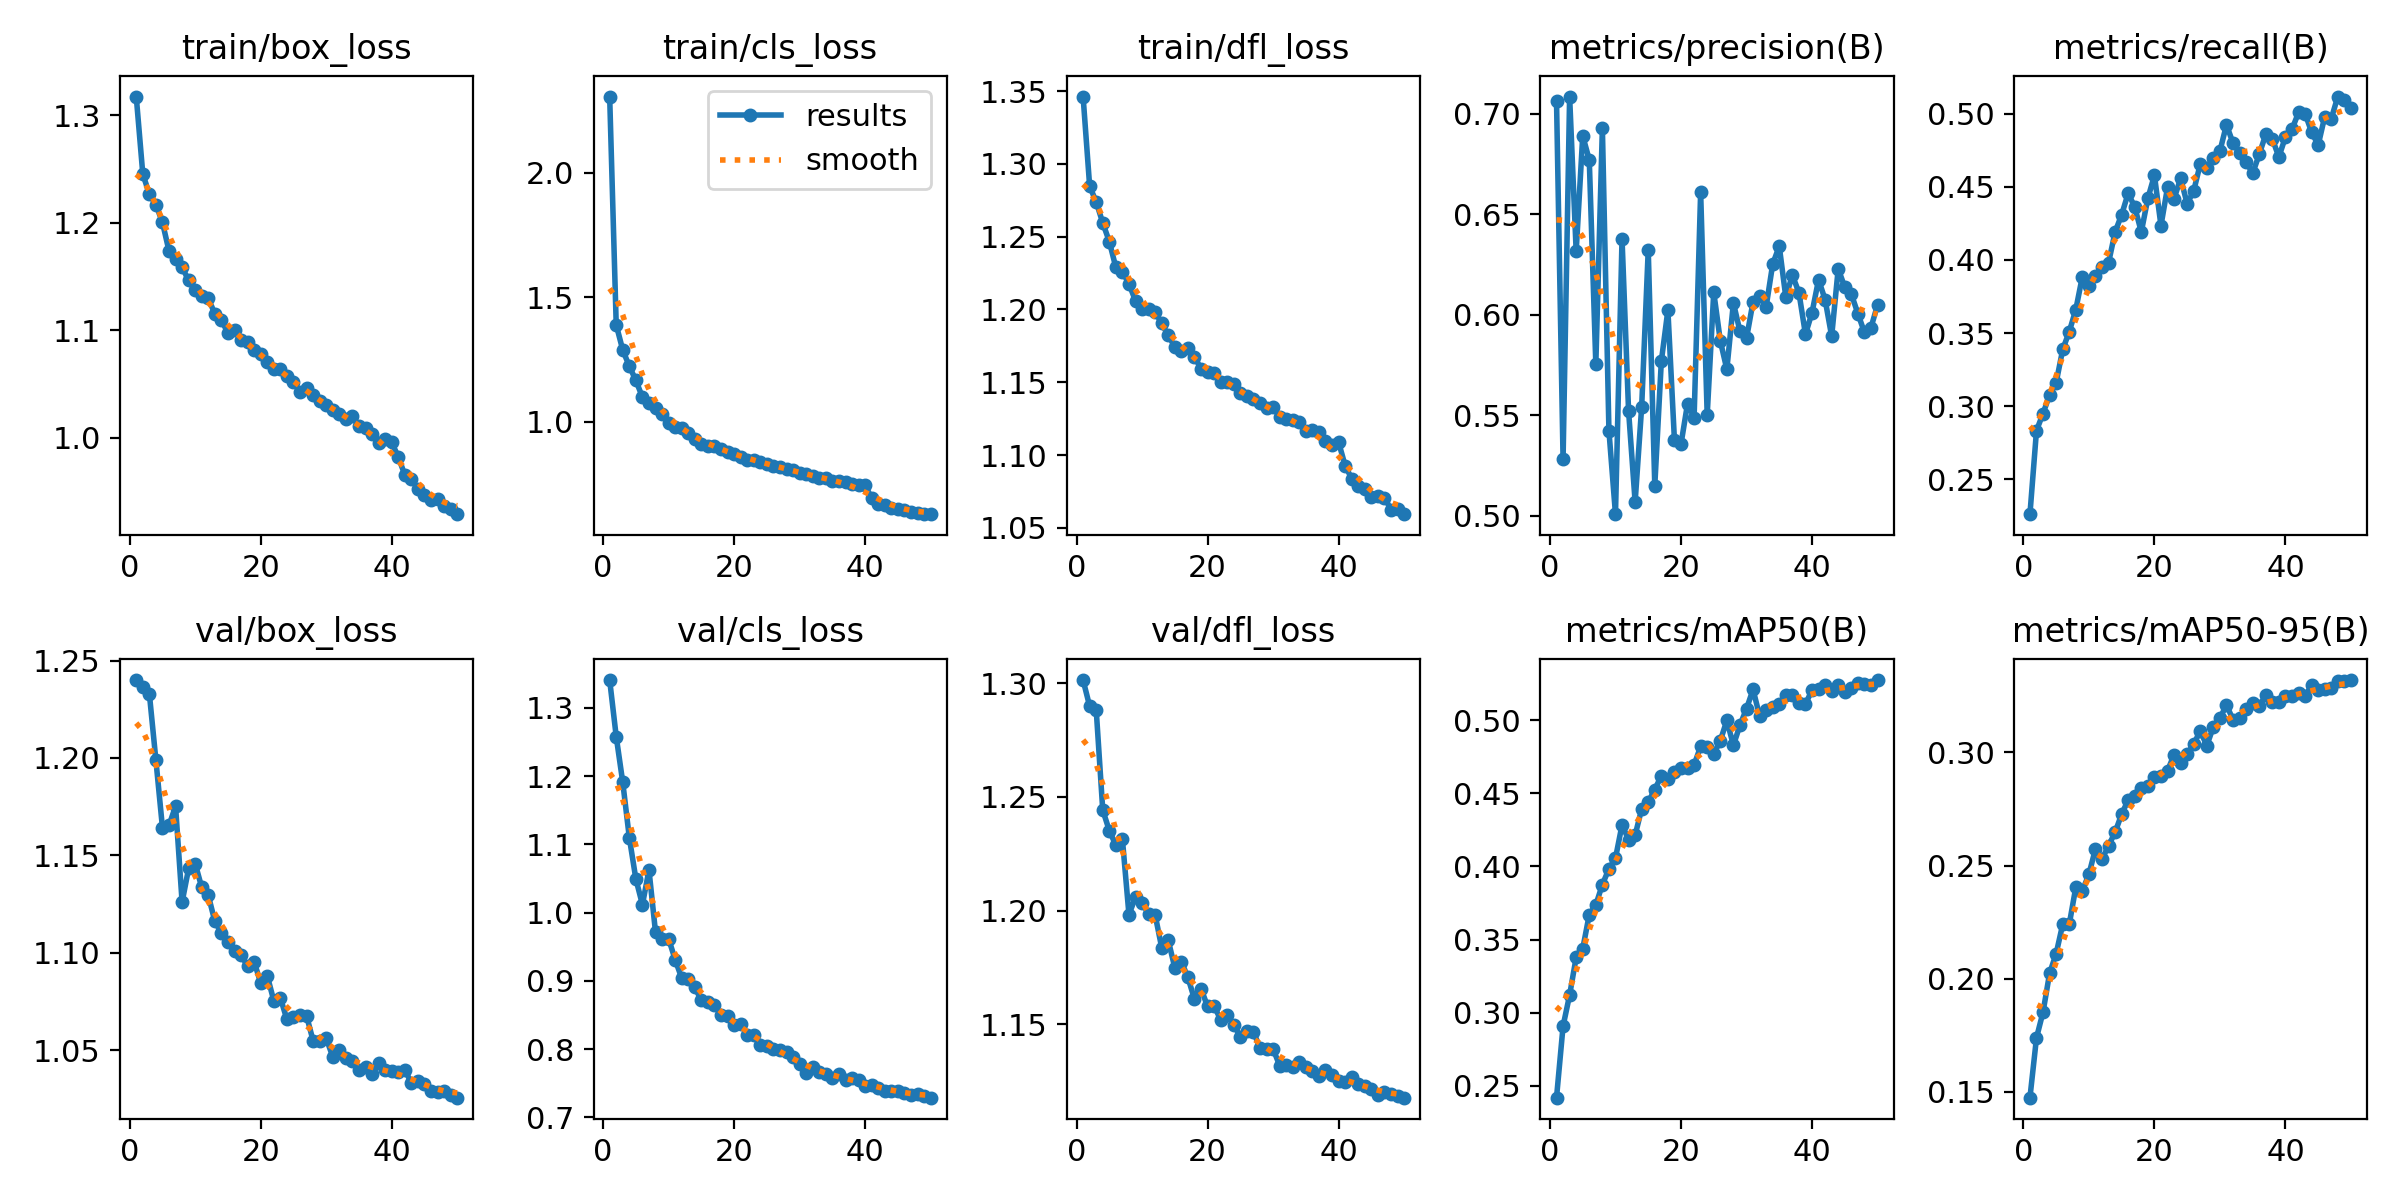 train/box_loss
train/cls_loss
train/dfl_loss
metrics/precision(B)
metrics/recall(B)
1.3
1.2
1.1
1.0
0 20 40
results
smooth
2.0
1.5
1.0
0 20 40
1.35
1.30
1.25
1.20
1.15
1.10
1.05
0 20 40
0.70
0.65
0.60
0.55
0.50
0 20 40
0.50
0.45
0.40
0.35
0.30
0.25
0 20 40
val/box_loss
val/cls_loss
val/dfl_loss
metrics/mAP50(B)
metrics/mAP50-95(B)
1.25
1.20
1.15
1.10
1.05
0 20 40
1.3
1.2
1.1
1.0
0.9
0.8
0.7
0 20 40
1.30
1.25
1.20
1.15
0 20 40
0.50
0.45
0.40
0.35
0.30
0.25
0 20 40
0.30
0.25
0.20
0.15
0 20 40